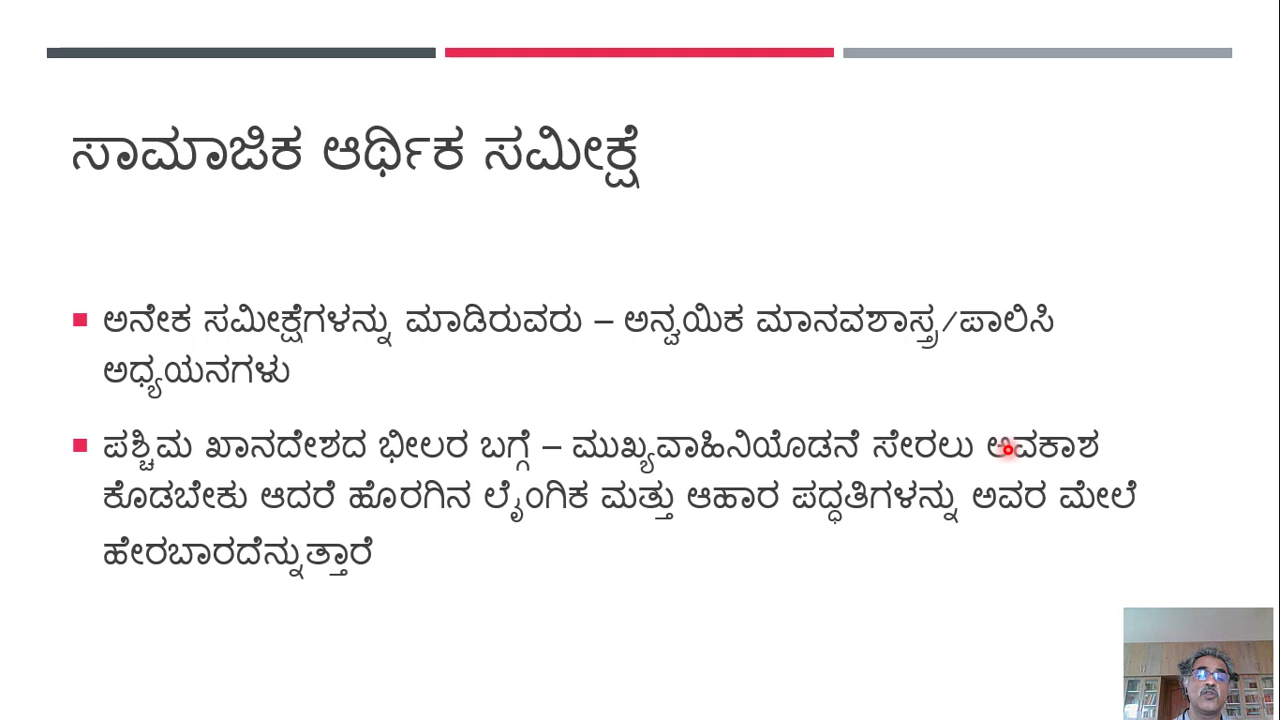 ಸಾಮಾಜಿಕ ಆರ್ಥಿಕ ಸಮೀಕ್ಷೆ
ಅನೇಕ ಸಮೀಕ್ಷೆಗಳನ್ನು ಮಾಡಿರುವರು – ಅನ್ವಯಿಕ ಮಾನವಶಾಸ್ತ್ರ/ಪಾಲಿಸಿ
ಅಧ್ಯಯನಗಳು
ಪಶ್ಚಿಮ ಖಾನದೇಶದ ಭೀಲರ ಬಗ್ಗೆ – ಮುಖ್ಯವಾಹಿನಿಯೊಡನೆ ಸೇರಲು ಅವಕಾಶ
ಕೊಡಬೇಕು ಆದರೆ ಹೊರಗಿನ ಲೈಂಗಿಕ ಮತ್ತು ಆಹಾರ ಪದ್ಧತಿಗಳನ್ನು ಅವರ ಮೇಲೆ
ಹೇರಬಾರದೆನ್ನುತ್ತಾರೆ